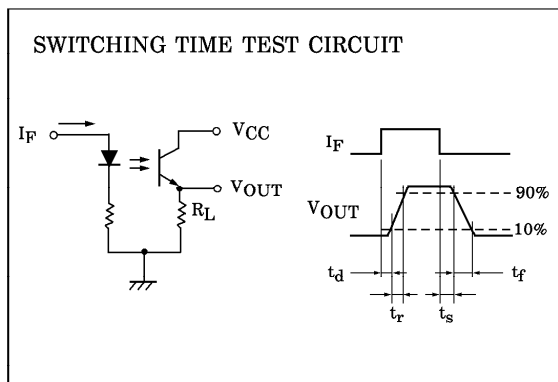 SWITCHING TIME TEST CIRCUIT
IF
VCC
VOUT
RL
IF
VOUT
90%
10%
td
tf
tr
ts